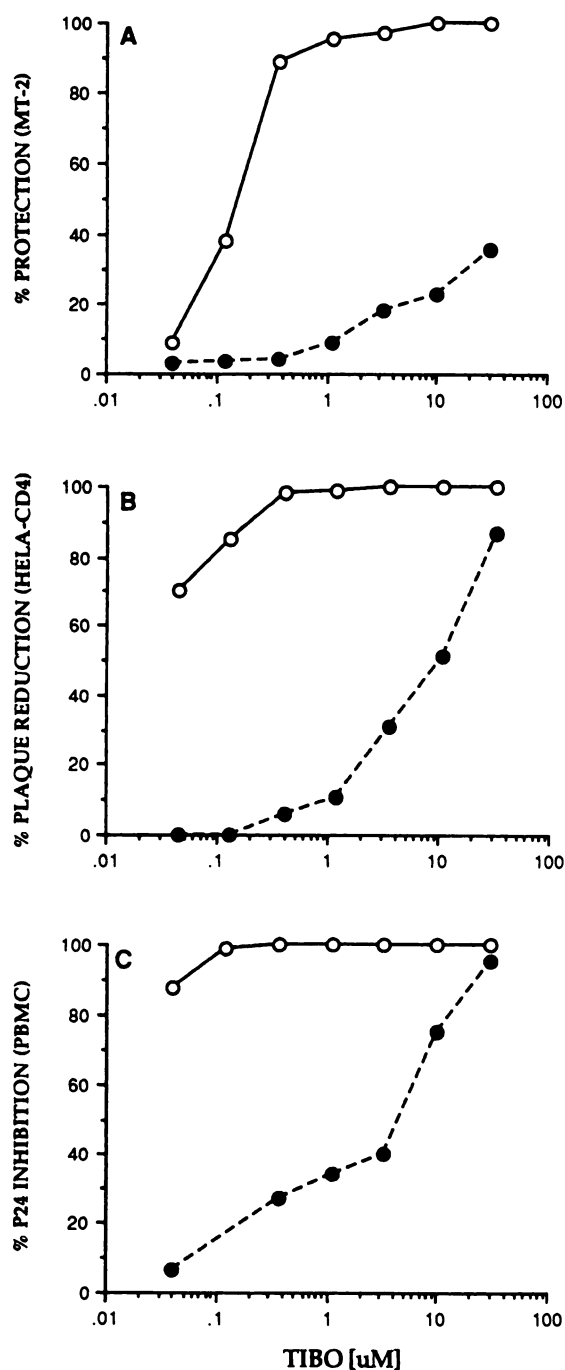 A
% PROTECTION (MT-2)
100
80
60
40
20
0
.01 .1 1 10 100
B
% PLAQUE REDUCTION (HELA-CD4)
100
80
60
40
20
0
.01 .1 1 10 100
C
% P24 INHIBITION (PBMC)
100
80
60
40
20
0
.01 .1 1 10 100
TIBO [uM]